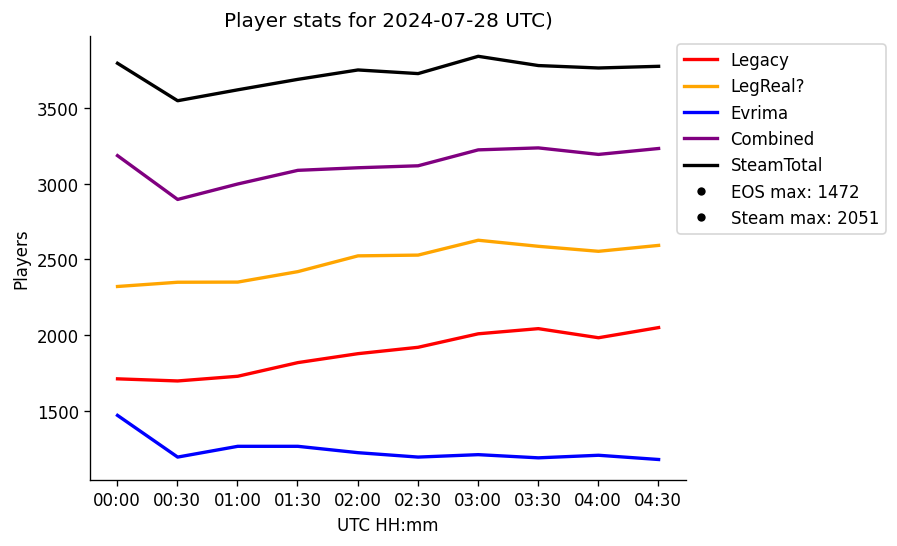 Player stats for 2024-07-28 UTC)
Legacy
LegReal?
Evrima
Combined
SteamTotal
EOS max: 1472
Steam max: 2051
Players
3500
3000
2500
2000
1500
00:00 00:30 01:00 01:30 02:00 02:30 03:00 03:30 04:00 04:30
UTC HH:mm